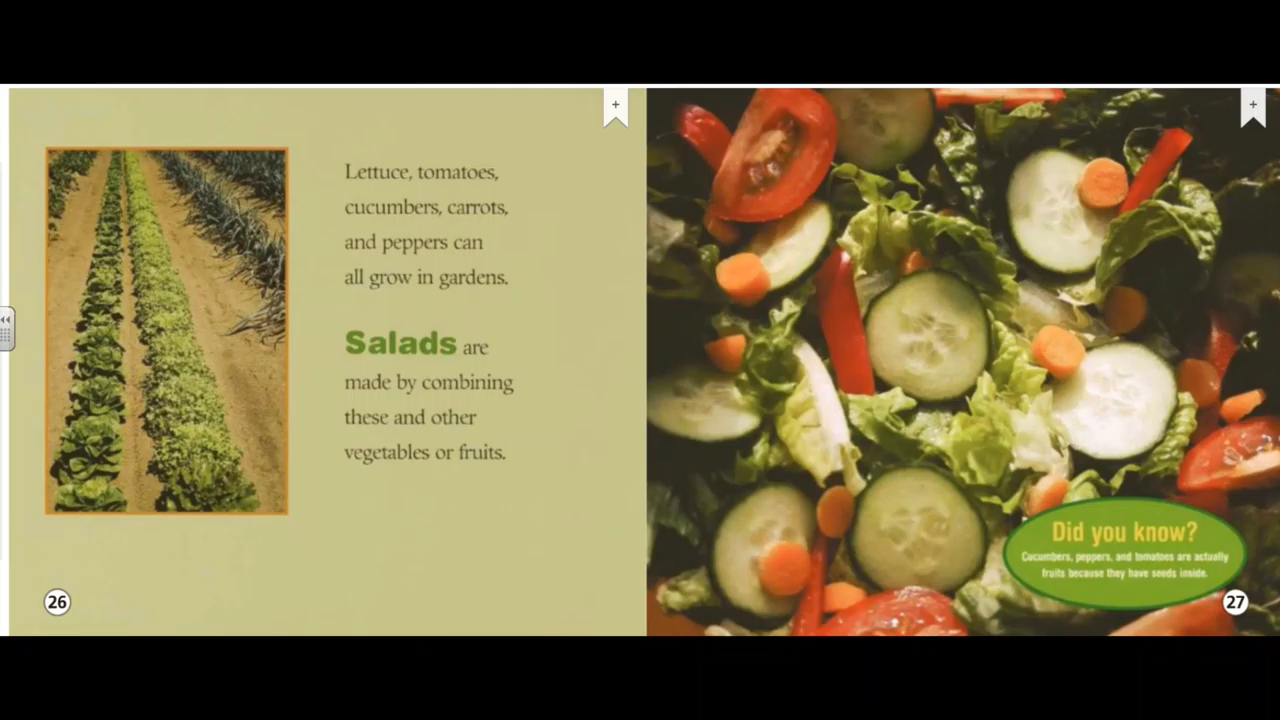 Lettuce, tomatoes,
cucumbers, carrots,
and peppers can
all grow in gardens.
Salads are
made by combining
these and other
vegetables or fruits.
26
Did you know?
Cucumbers, peppers, and tomatoes are actually
fruits because they have seeds inside.
27